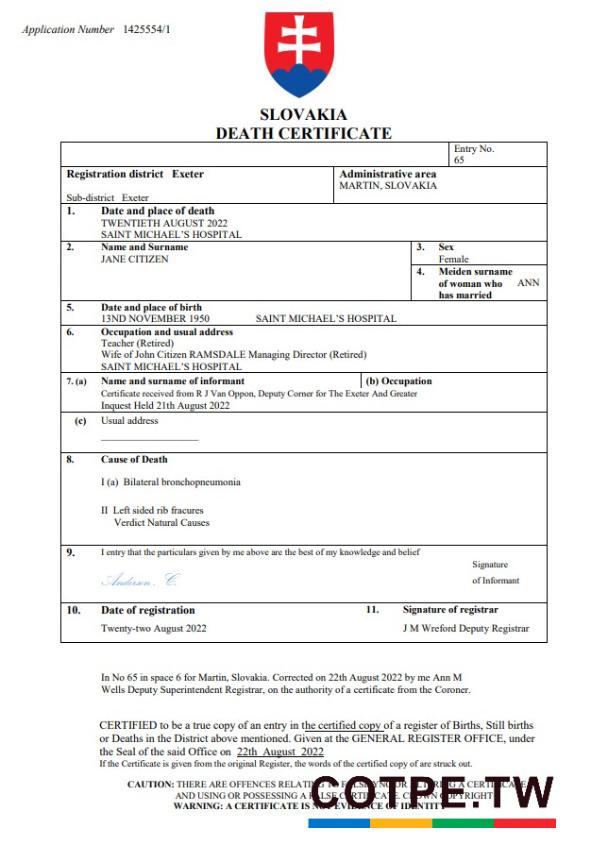 Application Number 1425554/1
SLOVAKIA
DEATH CERTIFICATE
Entry No.
65
Registration district Exeter
Administrative area
MARTIN, SLOVAKIA
Sub-district Exeter
1. Date and place of death
TWENTIETH AUGUST 2022
SAINT MICHAEL'S HOSPITAL
2. Name and Surname
JANE CITIZEN
3. Sex
Female
4. Meiden surname
of woman who ANN
has married
5. Date and place of birth
13ND NOVEMBER 1950 SAINT MICHAEL'S HOSPITAL
6. Occupation and usual address
Teacher (Retired)
Wife of John Citizen RAMSDALE Managing Director (Retired)
SAINT MICHAEL'S HOSPITAL
7. (a) Name and surname of informant (b) Occupation
Certificate received from R J Van Oppon, Deputy Corner for The Exeter And Greater
Inquest Held 21th August 2022
(c) Usual address
8. Cause of Death
I (a) Bilateral bronchopneumonia
II Left sided rib fracures
Verdict Natural Causes
9. I entry that the particulars given by me above are the best of my knowledge and belief
Anderson . C.
Signature
of Informant
10. Date of registration 11. Signature of registrar
Twenty-two August 2022 J M Wreford Deputy Registrar
In No 65 in space 6 for Martin, Slovakia. Corrected on 22th August 2022 by me Ann M
Wells Deputy Superintendent Registrar, on the authority of a certificate from the Coroner.
CERTIFIED to be a true copy of an entry in the certified copy of a register of Births, Still births
or Deaths in the District above mentioned. Given at the GENERAL REGISTER OFFICE, under
the Seal of the said Office on 22th August 2022
If the Certificate is given from the original Register, the words of the certified copy of are struck out.
CAUTION: THERE ARE OFFENCES RELATING
AND USING OR POSSESSING A FALSE CERTIFICATE. CROWN COPYRIGHT
WARNING: A CERTIFICATE IS NOT EVIDENCE OF IDENTITY
COTPE.TW